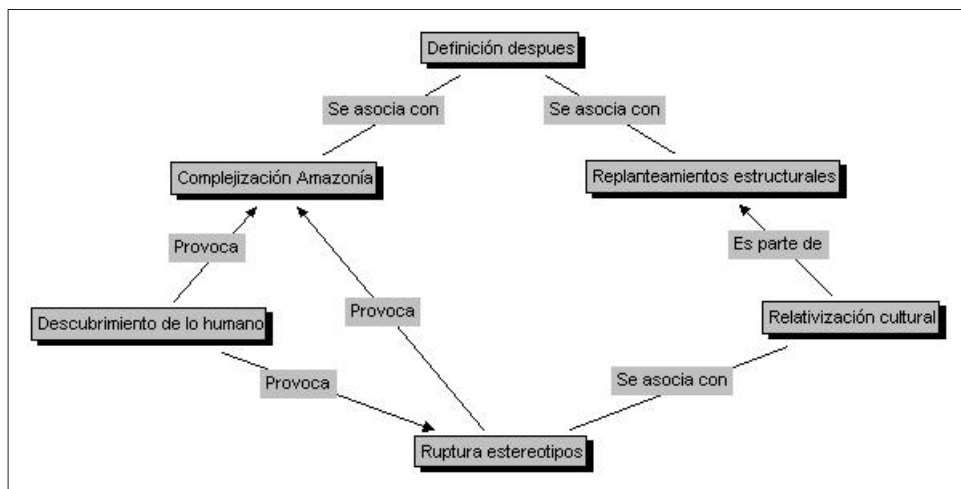 Definición despues
Se asocia con
Se asocia con
Complejización Amazonía
Replanteamientos estructurales
Provoca
Es parte de
Descubrimiento de lo humano
Provoca
Relativización cultural
Provoca
Se asocia con
Ruptura estereotipos